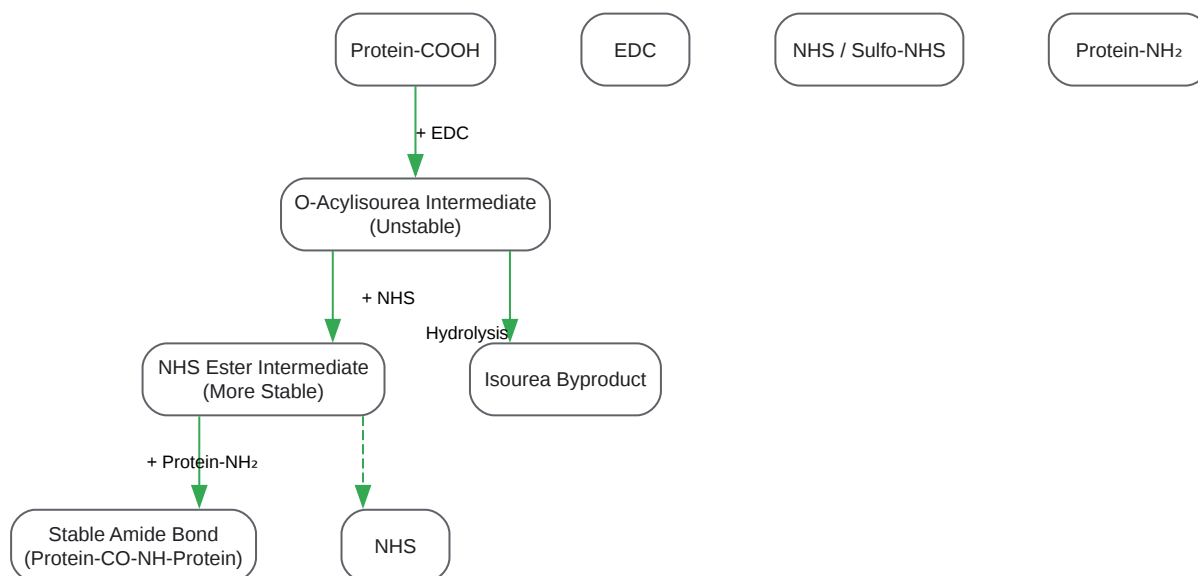 Protein-COOH
EDC
NHS / Sulfo-NHS
Protein-NH₂
+ EDC
O-Acylisourea Intermediate
(Unstable)
+ NHS
Hydrolysis
NHS Ester Intermediate
(More Stable)
Isourea Byproduct
+ Protein-NH₂
Stable Amide Bond
(Protein-CO-NH-Protein)
NHS